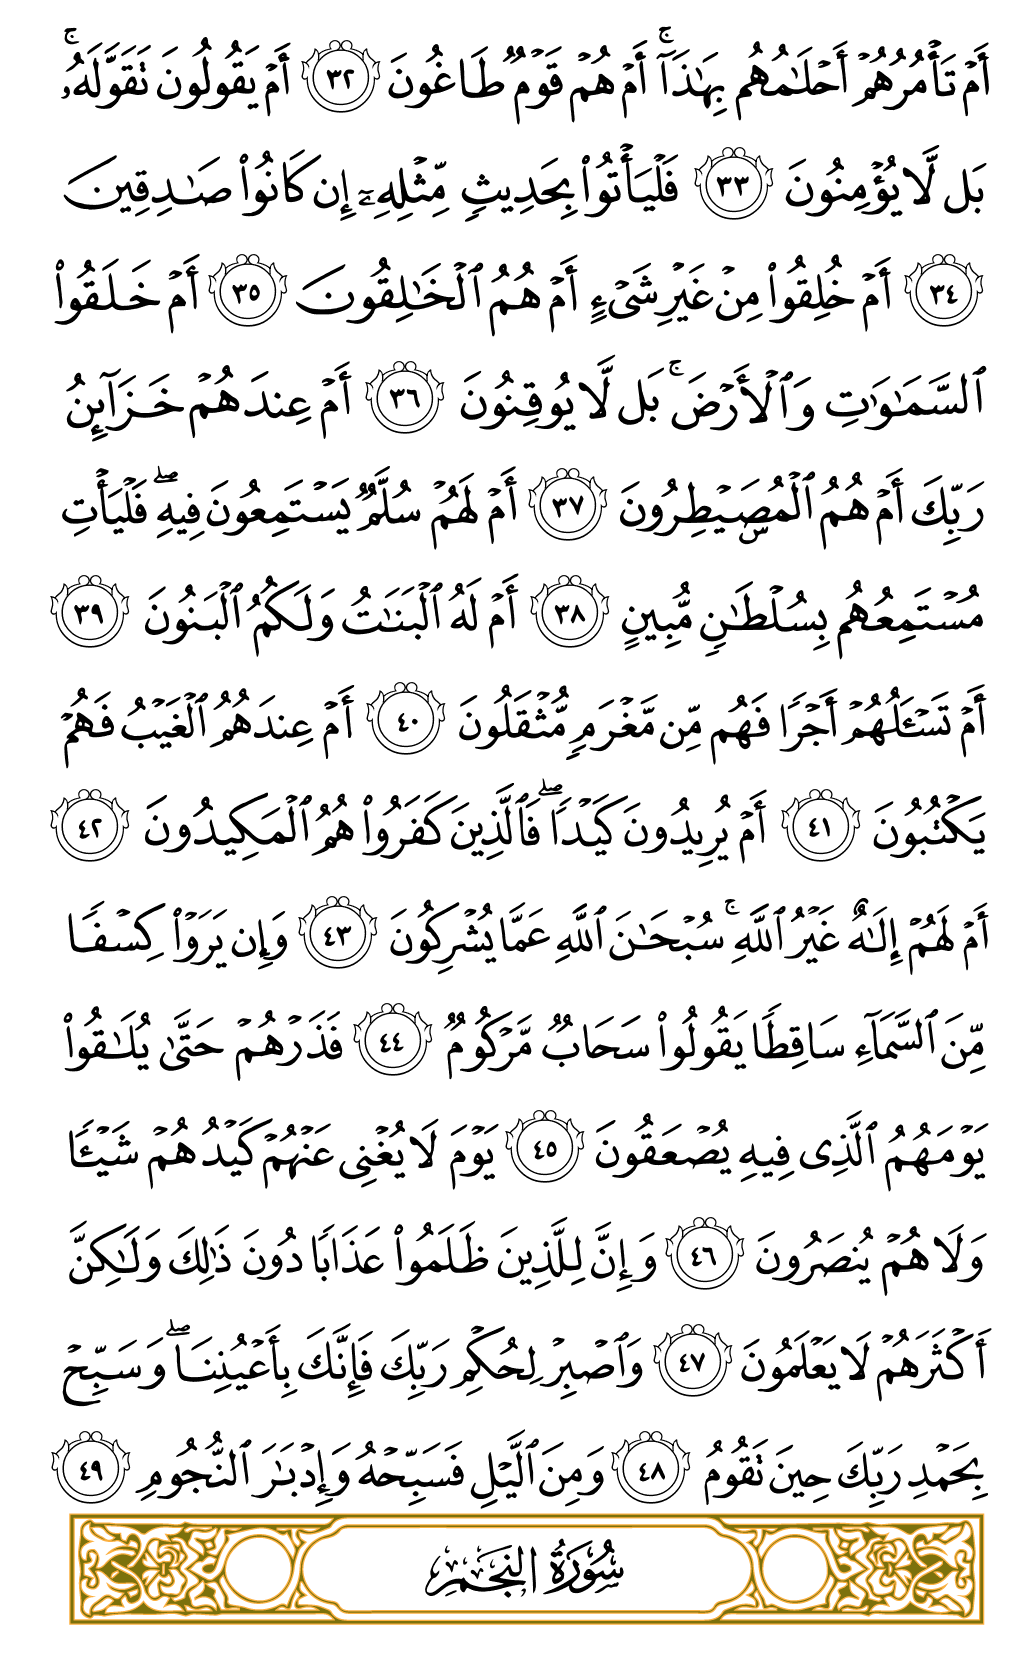 أَمْ تَأْمُرُهُمْ أَحْلَـٰمُهُم بِهَـٰذَآ ۚ أَمْ هُمْ قَوْمٌ طَاغُونَ ٣٢ أَمْ يَقُولُونَ تَقَوَّلَهُۥ ۚ
بَل لَّا يُؤْمِنُونَ ٣٣ فَلْيَأْتُوا۟ بِحَدِيثٍ مِّثْلِهِۦٓ إِن كَانُوا۟ صَـٰدِقِينَ
٣٤ أَمْ خُلِقُوا۟ مِنْ غَيْرِ شَىْءٍ أَمْ هُمُ ٱلْخَـٰلِقُونَ ٣٥ أَمْ خَلَقُوا۟
ٱلسَّمَـٰوَٰتِ وَٱلْأَرْضَ ۚ بَل لَّا يُوقِنُونَ ٣٦ أَمْ عِندَهُمْ خَزَآئِنُ
رَبِّكَ أَمْ هُمُ ٱلْمُصَۣيْطِرُونَ ٣٧ أَمْ لَهُمْ سُلَّمٌ يَسْتَمِعُونَ فِيهِ ۖ فَلْيَأْتِ
مُسْتَمِعُهُم بِسُلْطَـٰنٍ مُّبِينٍ ٣٨ أَمْ لَهُ ٱلْبَنَـٰتُ وَلَكُمُ ٱلْبَنُونَ ٣٩
أَمْ تَسْـَٔلُهُمْ أَجْرًا فَهُم مِّن مَّغْرَمٍ مُّثْقَلُونَ ٤٠ أَمْ عِندَهُمُ ٱلْغَيْبُ فَهُمْ
يَكْتُبُونَ ٤١ أَمْ يُرِيدُونَ كَيْدًا ۖ فَٱلَّذِينَ كَفَرُوا۟ هُمُ ٱلْمَكِيدُونَ ٤٢
أَمْ لَهُمْ إِلَـٰهٌ غَيْرُ ٱللَّهِ ۚ سُبْحَـٰنَ ٱللَّهِ عَمَّا يُشْرِكُونَ ٤٣ وَإِن يَرَوْا۟ كِسْفًا
مِّنَ ٱلسَّمَآءِ سَاقِطًا يَقُولُوا۟ سَحَابٌ مَّرْكُومٌ ٤٤ فَذَرْهُمْ حَتَّىٰ يُلَـٰقُوا۟
يَوْمَهُمُ ٱلَّذِى فِيهِ يُصْعَقُونَ ٤٥ يَوْمَ لَا يُغْنِى عَنْهُمْ كَيْدُهُمْ شَيْـًٔا
وَلَا هُمْ يُنصَرُونَ ٤٦ وَإِنَّ لِلَّذِينَ ظَلَمُوا۟ عَذَابًا دُونَ ذَٰلِكَ وَلَـٰكِنَّ
أَكْثَرَهُمْ لَا يَعْلَمُونَ ٤٧ وَٱصْبِرْ لِحُكْمِ رَبِّكَ فَإِنَّكَ بِأَعْيُنِنَا ۖ وَسَبِّحْ
بِحَمْدِ رَبِّكَ حِينَ تَقُومُ ٤٨ وَمِنَ ٱلَّيْلِ فَسَبِّحْهُ وَإِدْبَـٰرَ ٱلنُّجُومِ ٤٩
سُورَةُ النَّجْمِ